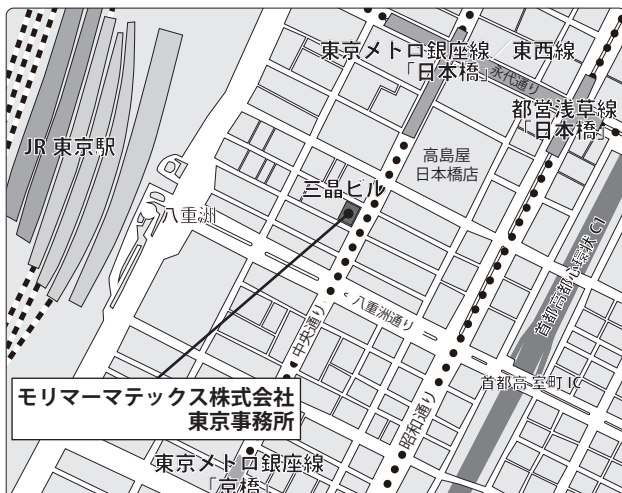 東京メトロ銀座線 東西線
「日本橋」
永代通り
都営浅草線
「日本橋」
JR 東京駅
高島屋
日本橋店
三晶ビル
八重洲
首都高都心環状 C1
八重洲通り
中央通り
首都高 室町 IC
モリマーマテックス株式会社
東京事務所
昭和通り
東京メトロ銀座線
「京橋」